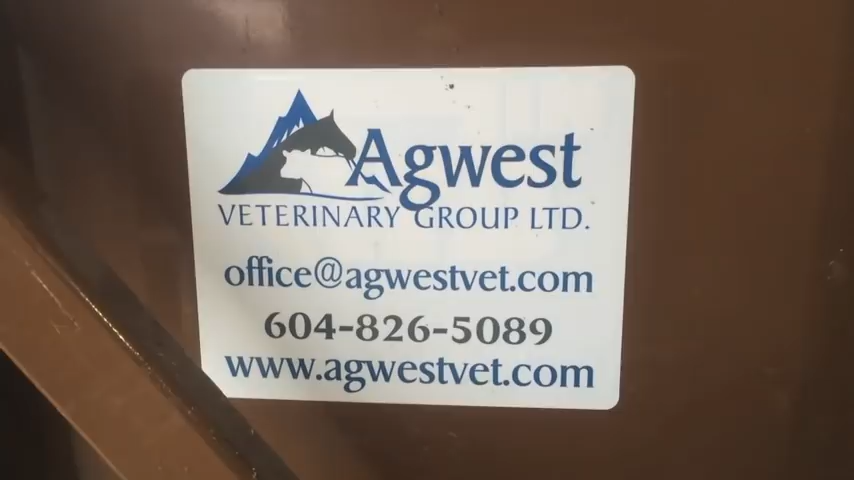 Agwest
VETERINARY GROUP LTD.
office@agwestvet.com
604-826-5089
www.agwestvet.com